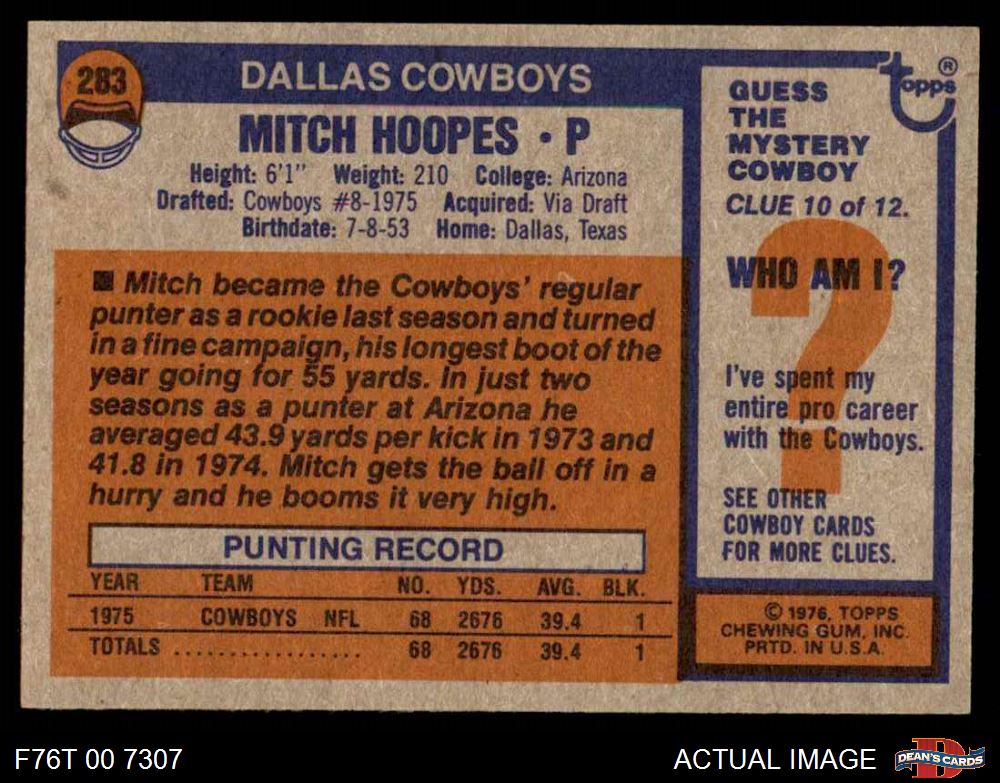 283
DALLAS COWBOYS
MITCH HOOPES • P
Height: 6'1" Weight: 210 College: Arizona
Drafted: Cowboys #8-1975 Acquired: Via Draft
Birthdate: 7-8-53 Home: Dallas, Texas
■ Mitch became the Cowboys' regular
punter as a rookie last season and turned
in a fine campaign, his longest boot of the
year going for 55 yards. In just two
seasons as a punter at Arizona he
averaged 43.9 yards per kick in 1973 and
41.8 in 1974. Mitch gets the ball off in a
hurry and he booms it very high.
PUNTING RECORD
YEAR TEAM NO. YDS. AVG. BLK.
1975 COWBOYS NFL 68 2676 39.4 1
TOTALS .................. 68 2676 39.4 1
Topps ®
GUESS
THE
MYSTERY
COWBOY
CLUE 10 of 12.
?
WHO AM I?
I've spent my
entire pro career
with the Cowboys.
SEE OTHER
COWBOY CARDS
FOR MORE CLUES.
© 1976, TOPPS
CHEWING GUM, INC.
PRTD. IN U.S.A.
F76T 00 7307
ACTUAL IMAGE
D
DEAN'S CARDS